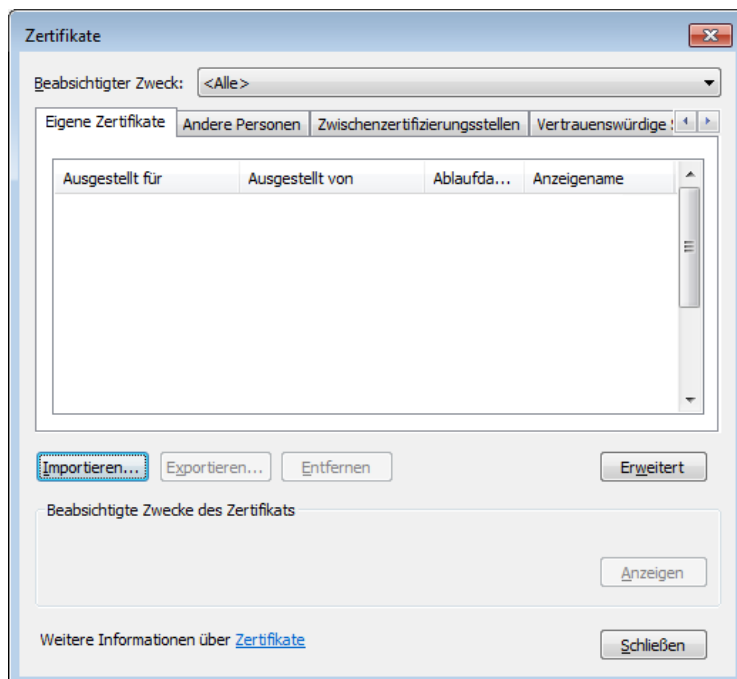 Zertifikate
Beabsichtigter Zweck: <Alle>
Eigene Zertifikate Andere Personen Zwischenzertifizierungsstellen Vertrauenswürdige
Ausgestellt für Ausgestellt von Ablaufda... Anzeigename
Importieren... Exportieren... Entfernen Erweitert
Beabsichtigte Zwecke des Zertifikats
Anzeigen
Weitere Informationen über Zertifikate Schließen